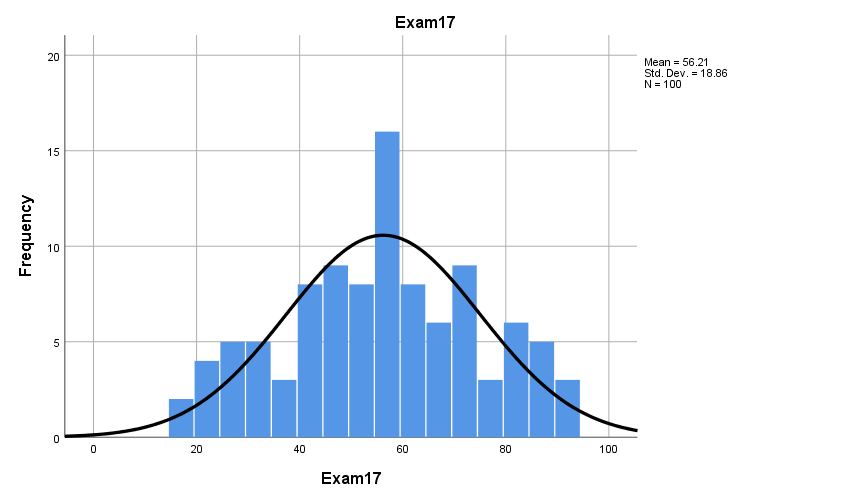 Exam17
Mean = 56.21
Std. Dev. = 18.86
N = 100
20
15
10
5
0
Frequency
0 20 40 60 80 100
Exam17